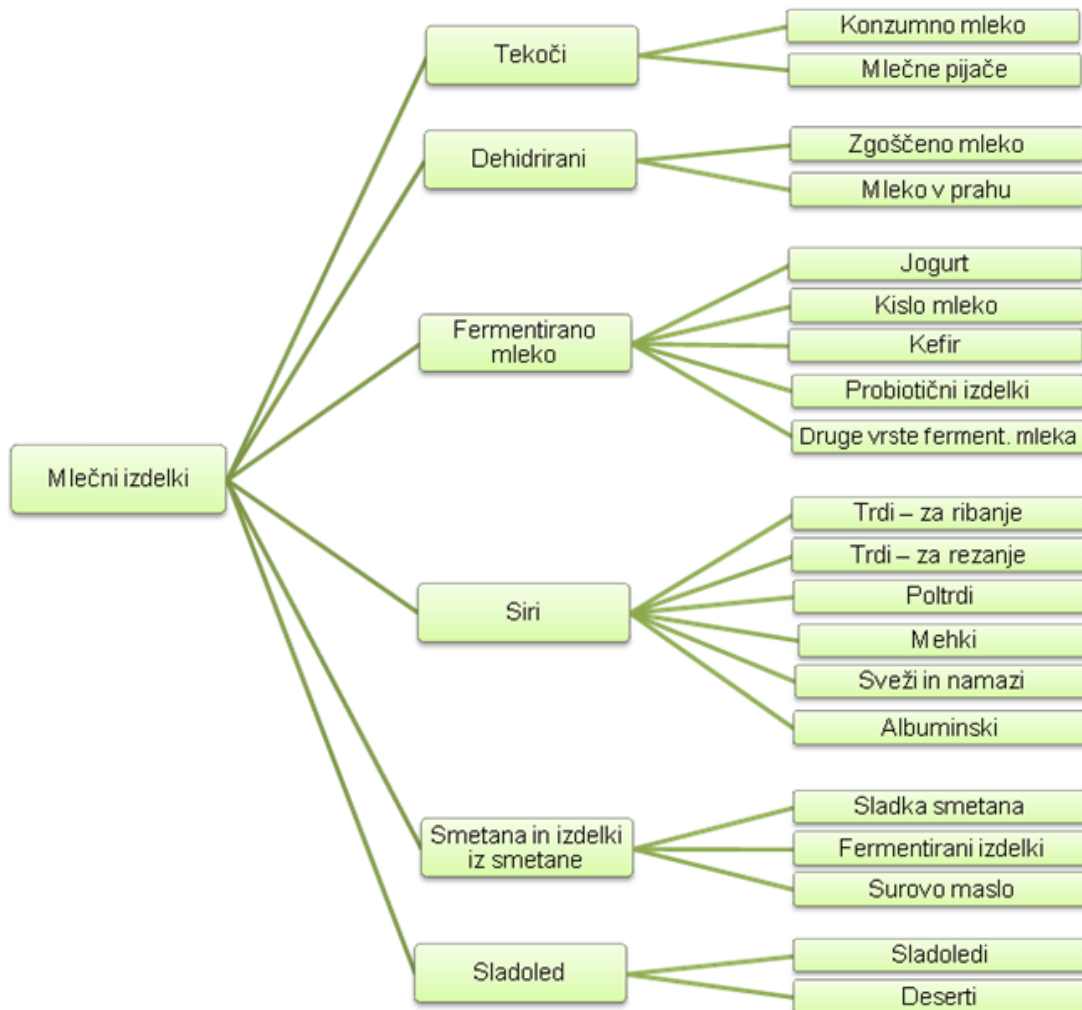 Mlečni izdelki
Tekoči
Konzumno mleko
Mlečne pijače
Dehidrirani
Zgoščeno mleko
Mleko v prahu
Fermentirano
mleko
Jogurt
Kislo mleko
Kefir
Probiotični izdelki
Druge vrste ferment. mleka
Siri
Trdi – za ribanje
Trdi – za rezanje
Poltrdi
Mehki
Sveži in namazi
Albuminski
Smetana in izdelki
iz smetane
Sladka smetana
Fermentirani izdelki
Surovo maslo
Sladoled
Sladoledi
Deserti